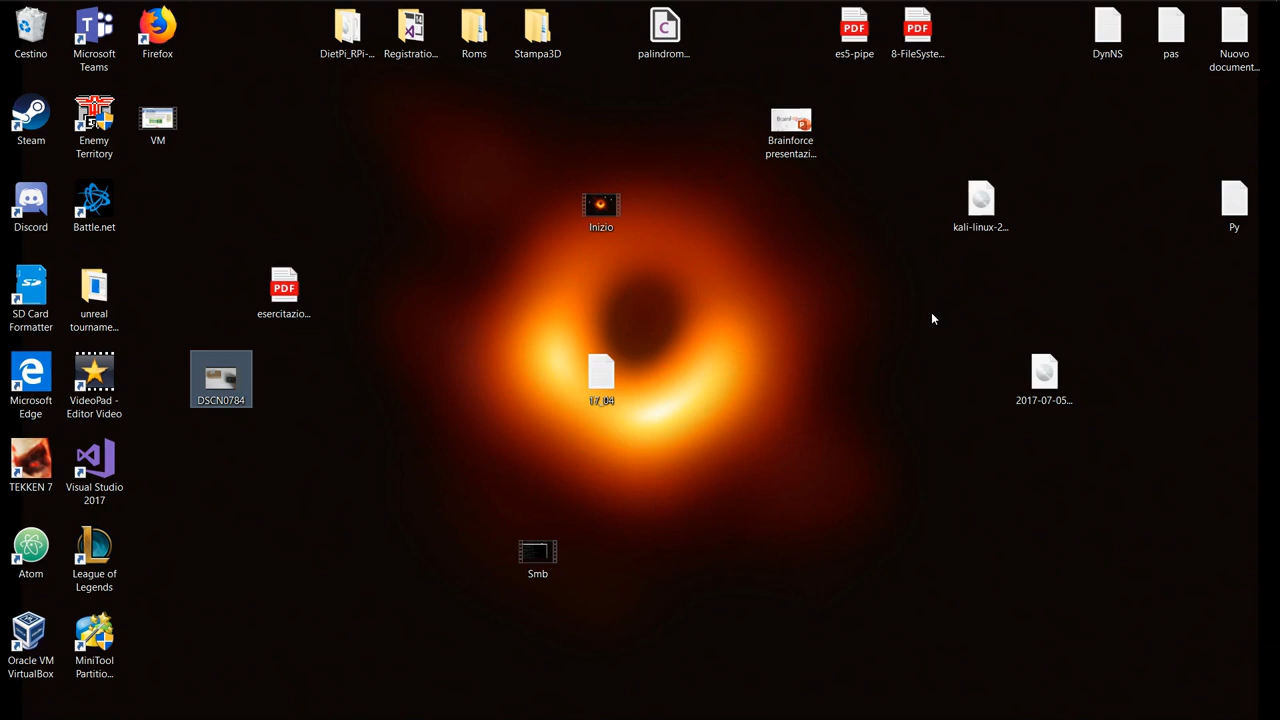 Cestino
Microsoft
Teams
Firefox
DietPi_RPi-...
Registratio...
Roms
Stampa3D
palindrom...
es5-pipe
8-FileSyste...
DynNS
pas
Nuovo
document...
Steam
Enemy
Territory
VM
Brainforce
presentazi...
Discord
Battle.net
Inizio
kali-linux-2...
Py
SD Card
Formatter
unreal
tourname...
esercitazio...
Microsoft
Edge
VideoPad -
Editor Video
DSCN0784
17_04
2017-07-05...
TEKKEN 7
Visual Studio
2017
Atom
League of
Legends
Smb
Oracle VM
VirtualBox
MiniTool
Partitio...